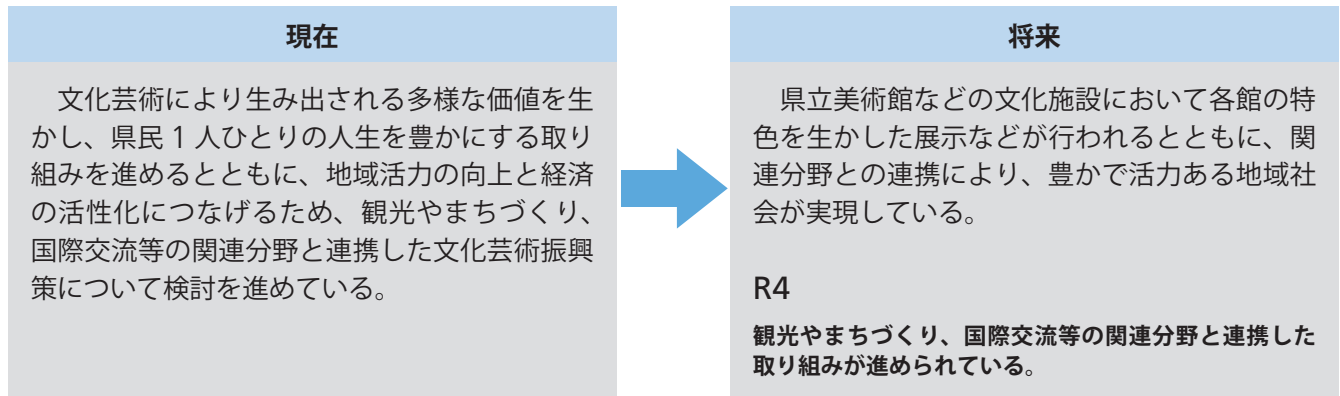 現在
文化芸術により生み出される多様な価値を生
かし、県民 1 人ひとりの人生を豊かにする取り
組みを進めるとともに、地域活力の向上と経済
の活性化につなげるため、観光やまちづくり、
国際交流等の関連分野と連携した文化芸術振興
策について検討を進めている。
将来
県立美術館などの文化施設において各館の特
色を生かした展示などが行われるとともに、関
連分野との連携により、豊かで活力ある地域社
会が実現している。
R4
観光やまちづくり、国際交流等の関連分野と連携した
取り組みが進められている。